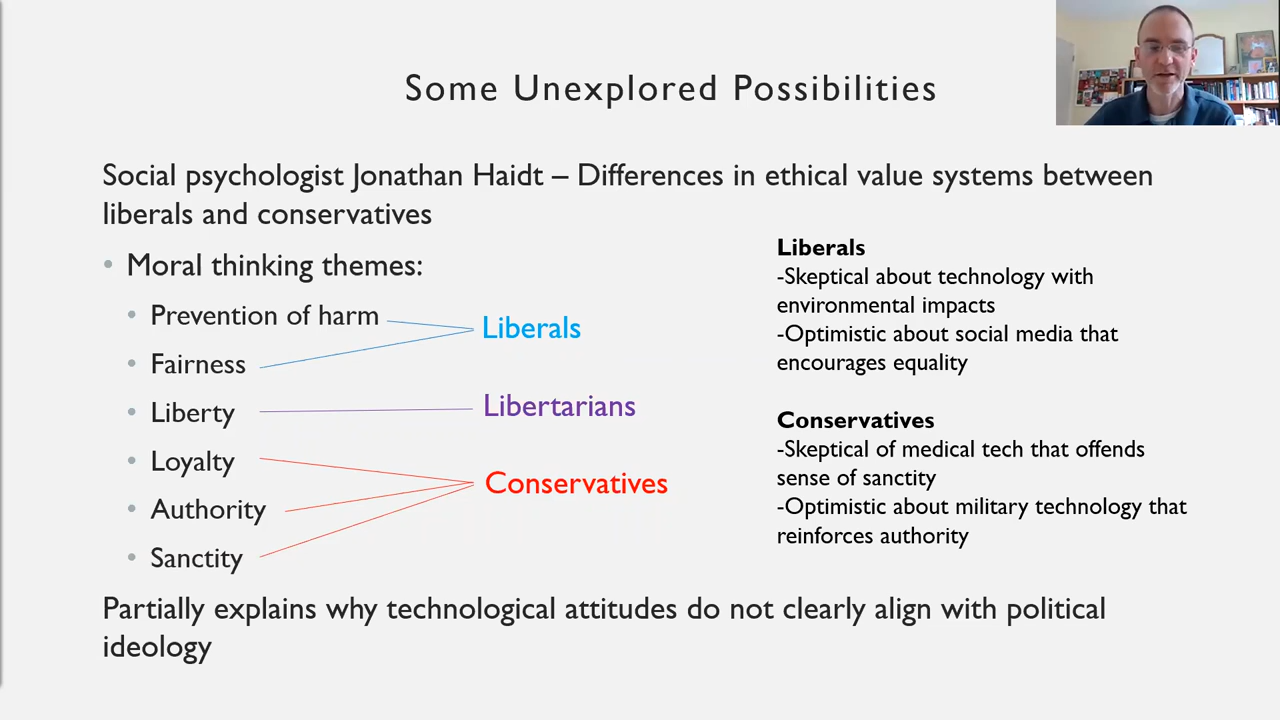 Some Unexplored Possibilities
Social psychologist Jonathan Haidt – Differences in ethical value systems between
liberals and conservatives
• Moral thinking themes:
• Prevention of harm
• Fairness
• Liberty
• Loyalty
• Authority
• Sanctity
Liberals
Libertarians
Conservatives
Liberals
-Skeptical about technology with
environmental impacts
-Optimistic about social media that
encourages equality
Conservatives
-Skeptical of medical tech that offends
sense of sanctity
-Optimistic about military technology that
reinforces authority
Partially explains why technological attitudes do not clearly align with political
ideology